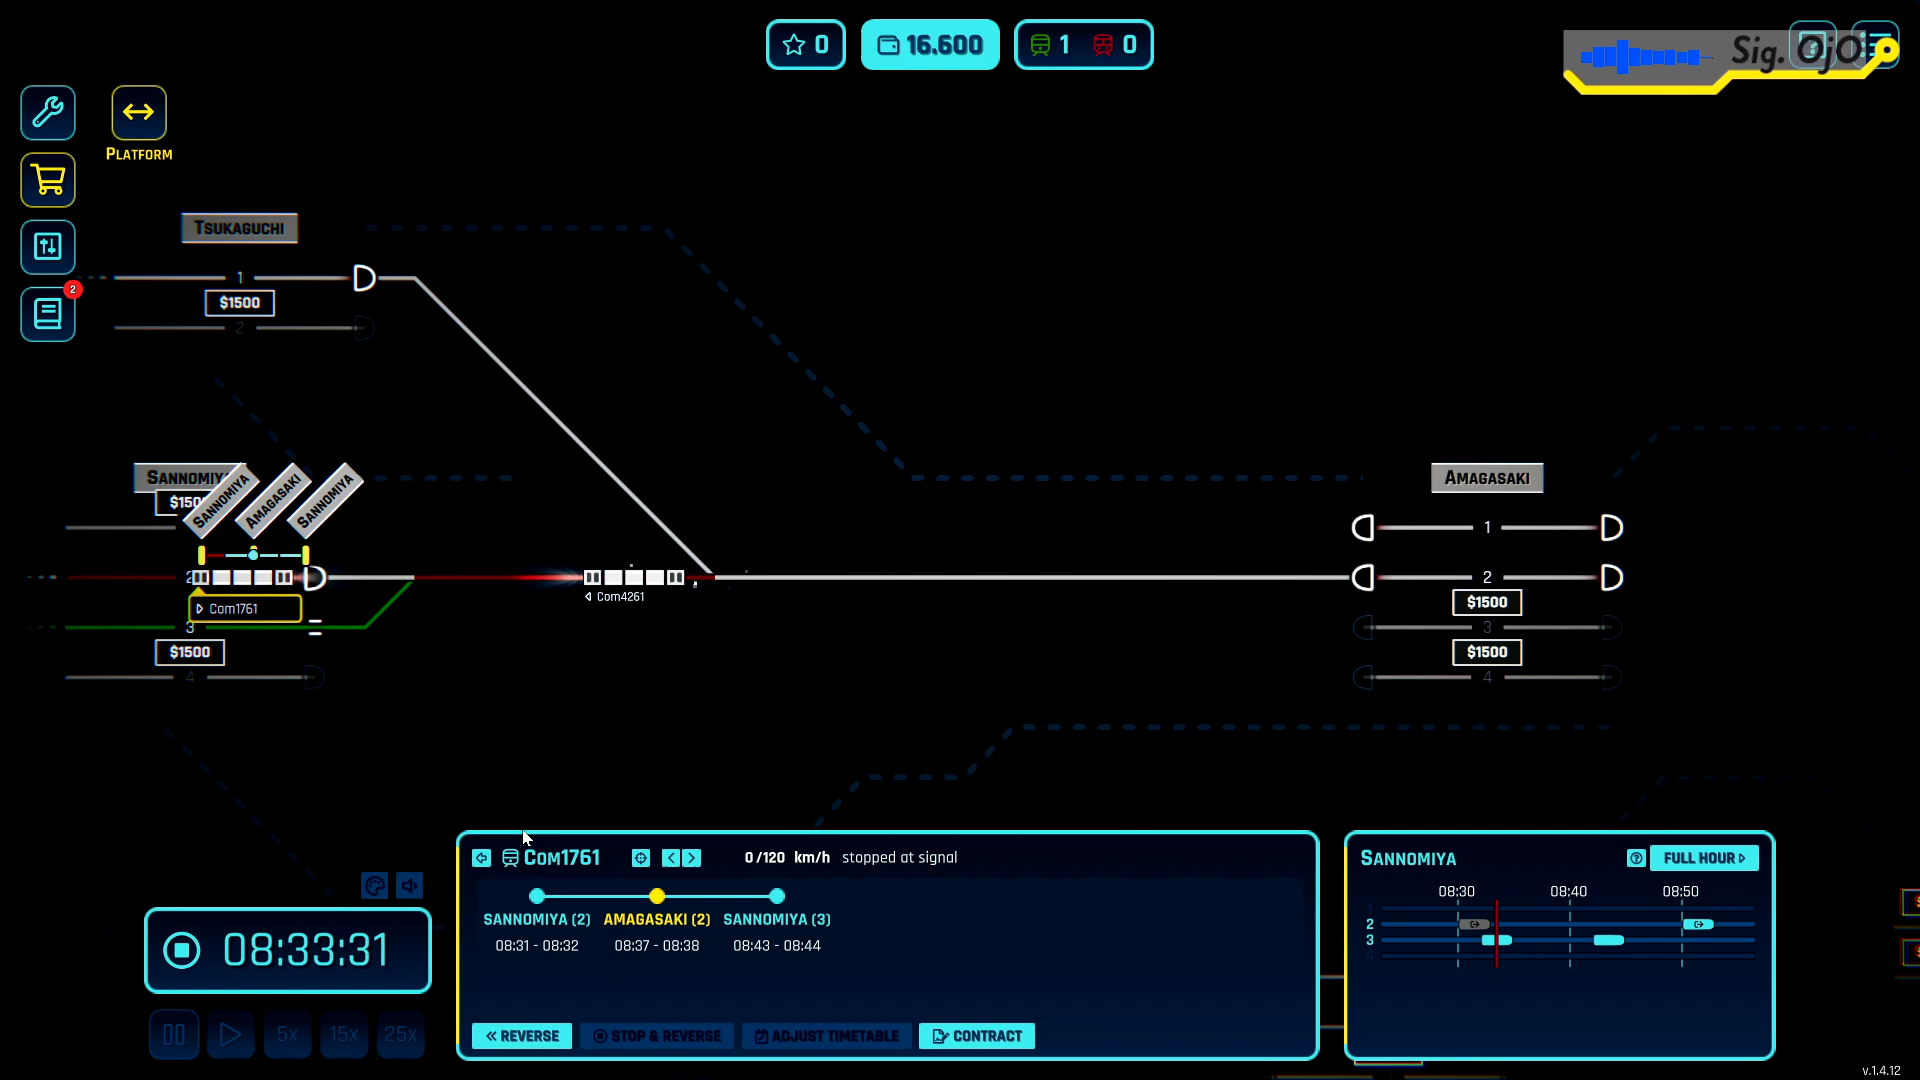 0
16.600
1 0
Sig. OjO
PLATFORM
TSUKAGUCHI
1
$1500
2
2
SANNOMIYA
AMAGASAKI
SANNOMIYA
AMAGASAKI
1
2
Com4261
$1500
Com1761
3
3
$1500
$1500
4
4
COM1761
0/120 km/h stopped at signal
SANNOMIYA (2) AMAGASAKI (2) SANNOMIYA (3)
08:31 - 08:32 08:37 - 08:38 08:43 - 08:44
REVERSE STOP & REVERSE ADJUST TIMETABLE CONTRACT
SANNOMIYA
FULL HOUR
08:30 08:40 08:50
2
3
08:33:31
5x 15x 25x
v.1.4.12